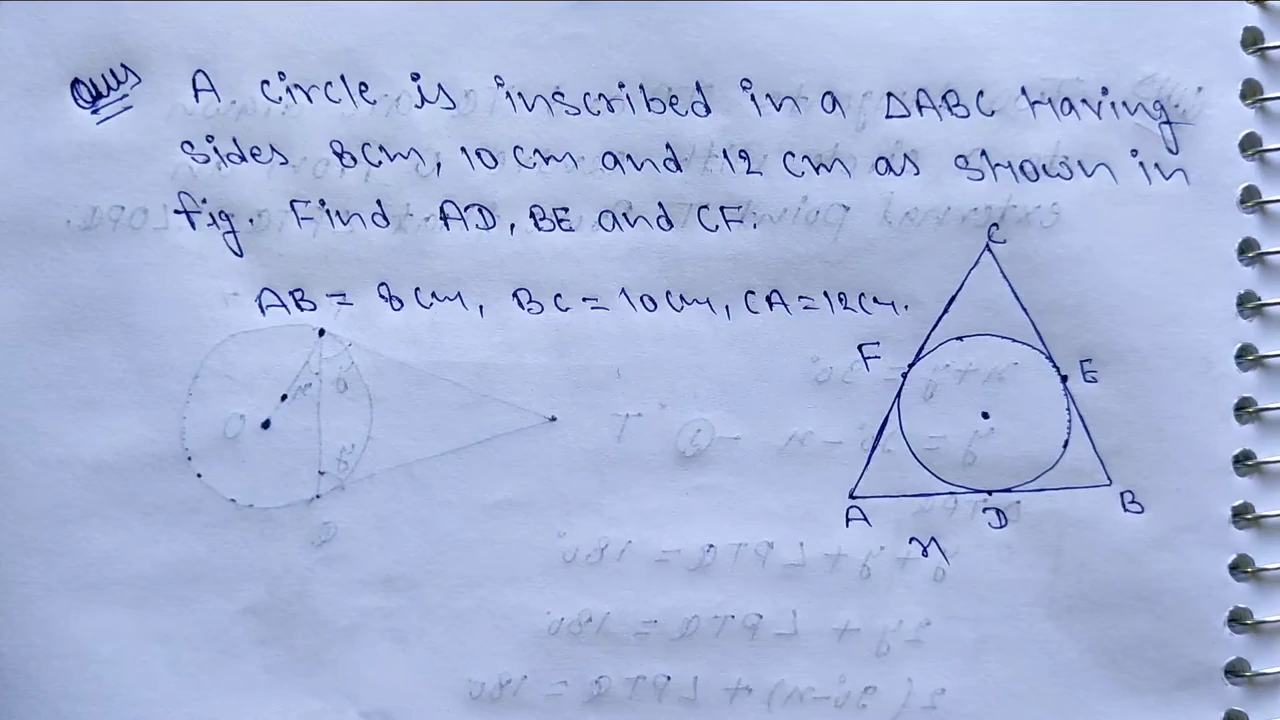 Ques A circle is inscribed in a ΔABC Having
sides 8cm, 10 cm and 12 cm as shown in
fig. Find AD, BE and CF.
AB = 8cm, BC = 10cm, CA = 12cm.
C
F
E
A
D
B
x